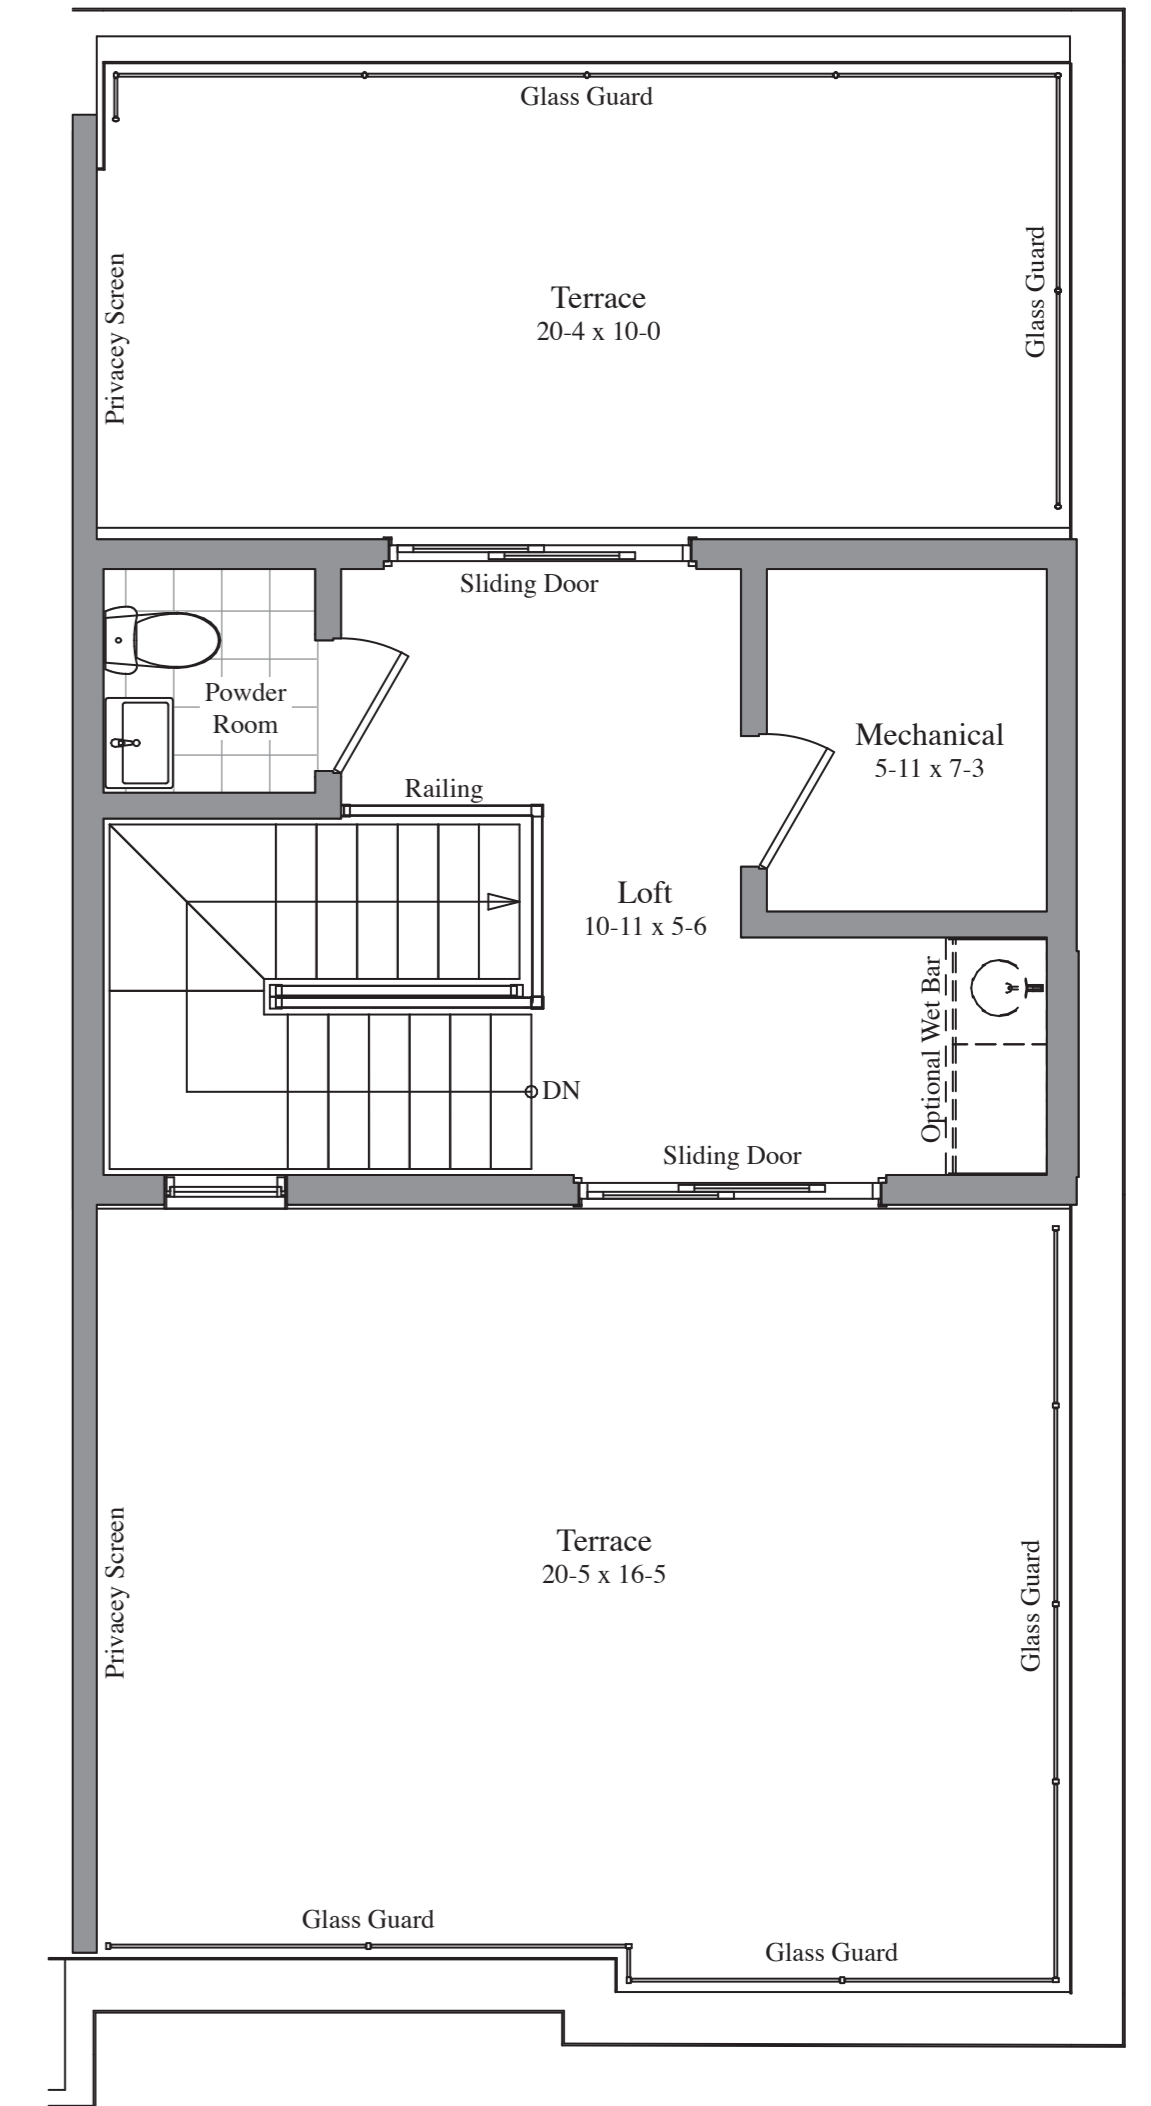 Glass Guard
Privacey Screen
Terrace
20-4 x 10-0
Glass Guard
Sliding Door
Powder
Room
Mechanical
5-11 x 7-3
Railing
Loft
10-11 x 5-6
Optional Wet Bar
DN
Sliding Door
Privacey Screen
Terrace
20-5 x 16-5
Glass Guard
Glass Guard
Glass Guard